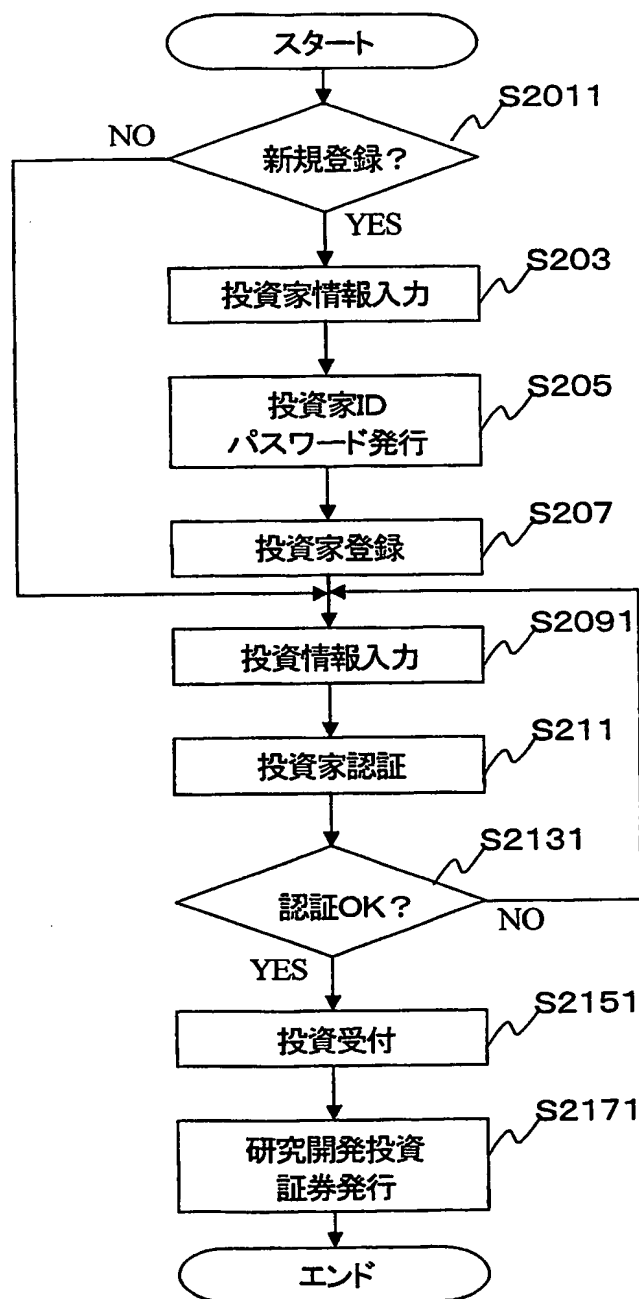 スタート
S2011
NO
新規登録？
YES
S203
投資家情報入力
S205
投資家ID
パスワード発行
S207
投資家登録
S2091
投資情報入力
S211
投資家認証
S2131
認証OK？
NO
YES
S2151
投資受付
S2171
研究開発投資
証券発行
エンド